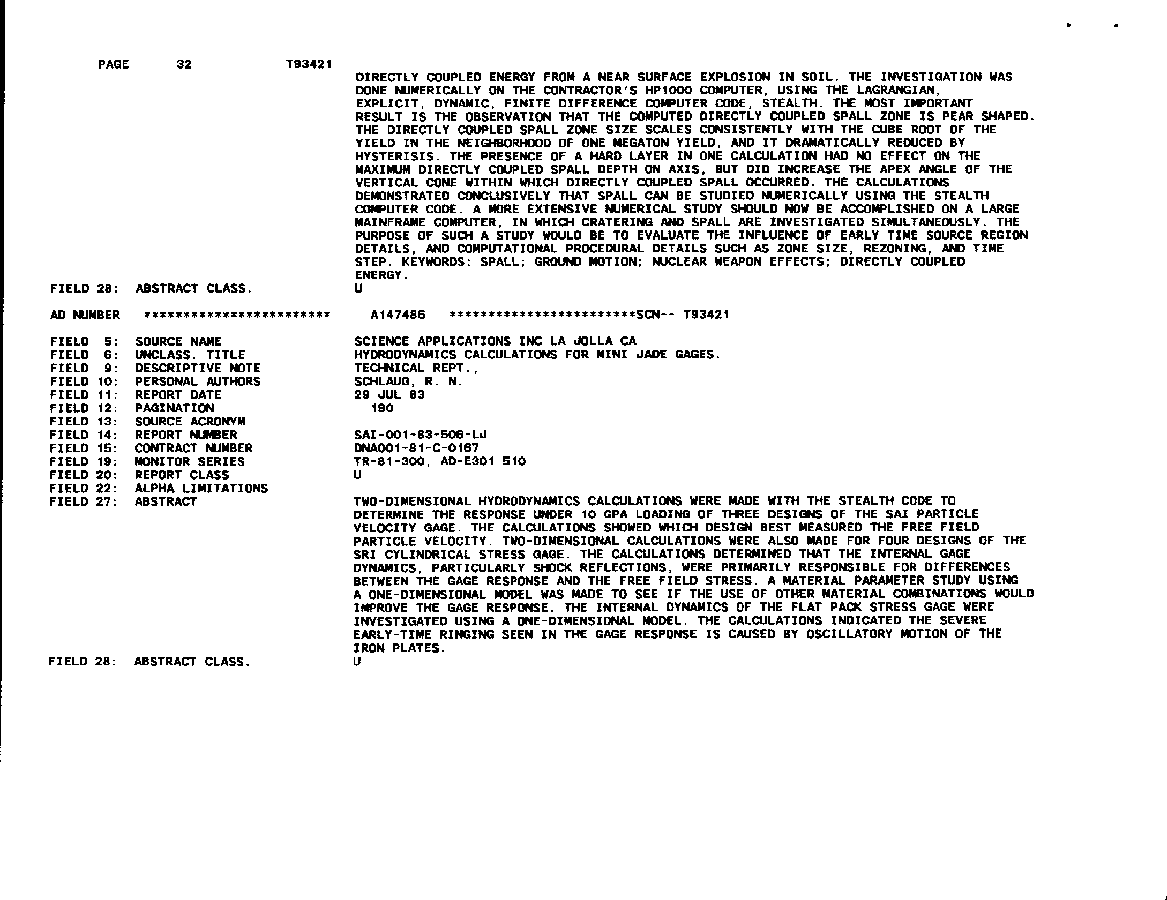 PAGE 32 T93421
DIRECTLY COUPLED ENERGY FROM A NEAR SURFACE EXPLOSION IN SOIL. THE INVESTIGATION WAS
DONE NUMERICALLY ON THE CONTRACTOR'S HP1000 COMPUTER, USING THE LAGRANGIAN,
EXPLICIT, DYNAMIC, FINITE DIFFERENCE COMPUTER CODE, STEALTH. THE MOST IMPORTANT
RESULT IS THE OBSERVATION THAT THE COMPUTED DIRECTLY COUPLED SPALL ZONE IS PEAR SHAPED.
THE DIRECTLY COUPLED SPALL ZONE SIZE SCALES CONSISTENTLY WITH THE CUBE ROOT OF THE
YIELD IN THE NEIGHBORHOOD OF ONE MEGATON YIELD, AND IT DRAMATICALLY REDUCED BY
HYSTERISIS. THE PRESENCE OF A HARD LAYER IN ONE CALCULATION HAD NO EFFECT ON THE
MAXIMUM DIRECTLY COUPLED SPALL DEPTH ON AXIS, BUT DID INCREASE THE APEX ANGLE OF THE
VERTICAL CONE WITHIN WHICH DIRECTLY COUPLED SPALL OCCURRED. THE CALCULATIONS
DEMONSTRATED CONCLUSIVELY THAT SPALL CAN BE STUDIED NUMERICALLY USING THE STEALTH
COMPUTER CODE. A MORE EXTENSIVE NUMERICAL STUDY SHOULD NOW BE ACCOMPLISHED ON A LARGE
MAINFRAME COMPUTER, IN WHICH CRATERING AND SPALL ARE INVESTIGATED SIMULTANEOUSLY. THE
PURPOSE OF SUCH A STUDY WOULD BE TO EVALUATE THE INFLUENCE OF EARLY TIME SOURCE REGION
DETAILS, AND COMPUTATIONAL PROCEDURAL DETAILS SUCH AS ZONE SIZE, REZONING, AND TIME
STEP. KEYWORDS: SPALL; GROUND MOTION; NUCLEAR WEAPON EFFECTS; DIRECTLY COUPLED
ENERGY.
FIELD 28: ABSTRACT CLASS. U
AD NUMBER ************************ A147486 ************************SCN-- T93421
FIELD 5: SOURCE NAME SCIENCE APPLICATIONS INC LA JOLLA CA
FIELD 6: UNCLASS. TITLE HYDRODYNAMICS CALCULATIONS FOR MINI JADE GAGES.
FIELD 9: DESCRIPTIVE NOTE TECHNICAL REPT.,
FIELD 10: PERSONAL AUTHORS SCHLAUG, R. N.
FIELD 11: REPORT DATE 29 JUL 83
FIELD 12: PAGINATION 190
FIELD 13: SOURCE ACRONYM
FIELD 14: REPORT NUMBER SAI-001-83-506-LJ
FIELD 15: CONTRACT NUMBER DNA001-81-C-0167
FIELD 19: MONITOR SERIES TR-81-300, AD-E301 510
FIELD 20: REPORT CLASS U
FIELD 22: ALPHA LIMITATIONS
FIELD 27: ABSTRACT TWO-DIMENSIONAL HYDRODYNAMICS CALCULATIONS WERE MADE WITH THE STEALTH CODE TO
DETERMINE THE RESPONSE UNDER 10 GPA LOADING OF THREE DESIGNS OF THE SAI PARTICLE
VELOCITY GAGE. THE CALCULATIONS SHOWED WHICH DESIGN BEST MEASURED THE FREE FIELD
PARTICLE VELOCITY. TWO-DIMENSIONAL CALCULATIONS WERE ALSO MADE FOR FOUR DESIGNS OF THE
SRI CYLINDRICAL STRESS GAGE. THE CALCULATIONS DETERMINED THAT THE INTERNAL GAGE
DYNAMICS, PARTICULARLY SHOCK REFLECTIONS, WERE PRIMARILY RESPONSIBLE FOR DIFFERENCES
BETWEEN THE GAGE RESPONSE AND THE FREE FIELD STRESS. A MATERIAL PARAMETER STUDY USING
A ONE-DIMENSIONAL MODEL WAS MADE TO SEE IF THE USE OF OTHER MATERIAL COMBINATIONS WOULD
IMPROVE THE GAGE RESPONSE. THE INTERNAL DYNAMICS OF THE FLAT PACK STRESS GAGE WERE
INVESTIGATED USING A ONE-DIMENSIONAL MODEL. THE CALCULATIONS INDICATED THE SEVERE
EARLY-TIME RINGING SEEN IN THE GAGE RESPONSE IS CAUSED BY OSCILLATORY MOTION OF THE
IRON PLATES.
FIELD 28: ABSTRACT CLASS. U